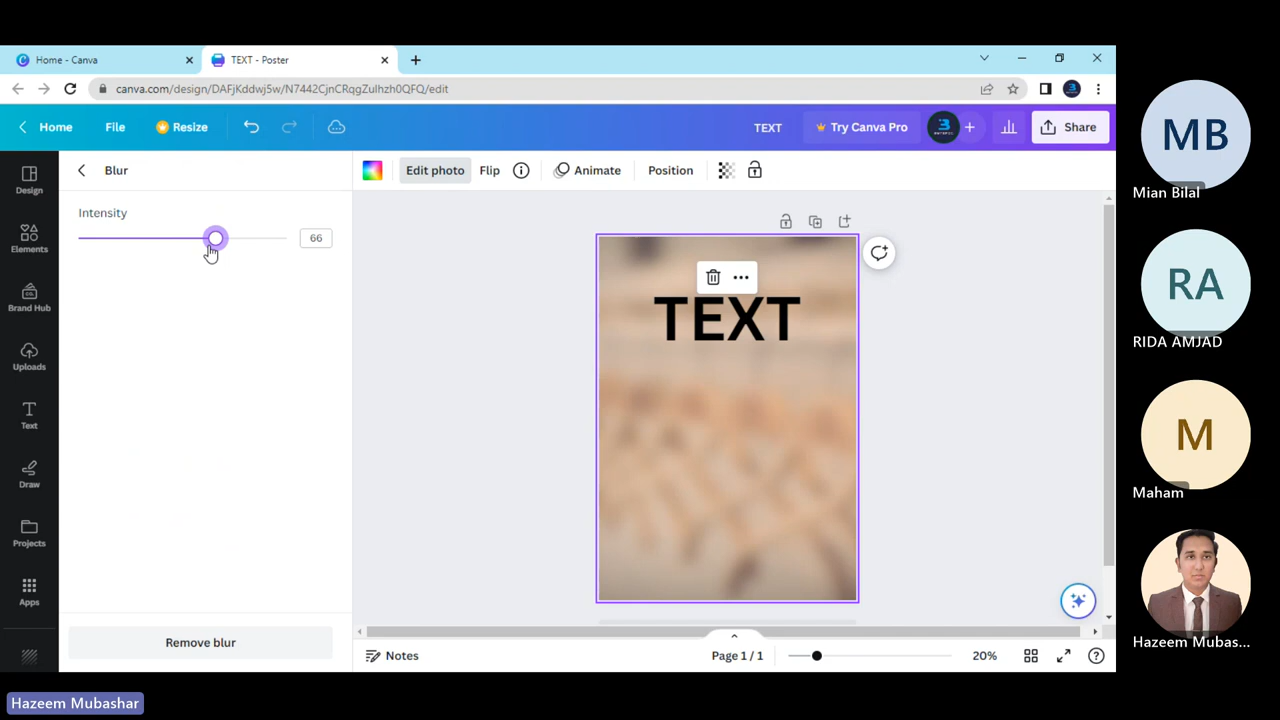 Home - Canva
TEXT - Poster
canva.com/design/DAFjKddwj5w/N7442CjnCRqgZuIhzh0QFQ/edit
Home
File
Resize
TEXT
Try Canva Pro
Share
Design
Elements
Brand Hub
Uploads
Text
Draw
Projects
Apps
Blur
Intensity
66
Remove blur
Edit photo
Flip
Animate
Position
TEXT
Notes
Page 1 / 1
20%
MB
Mian Bilal
RA
RIDA AMJAD
M
Maham
Hazeem Mubas...
Hazeem Mubashar